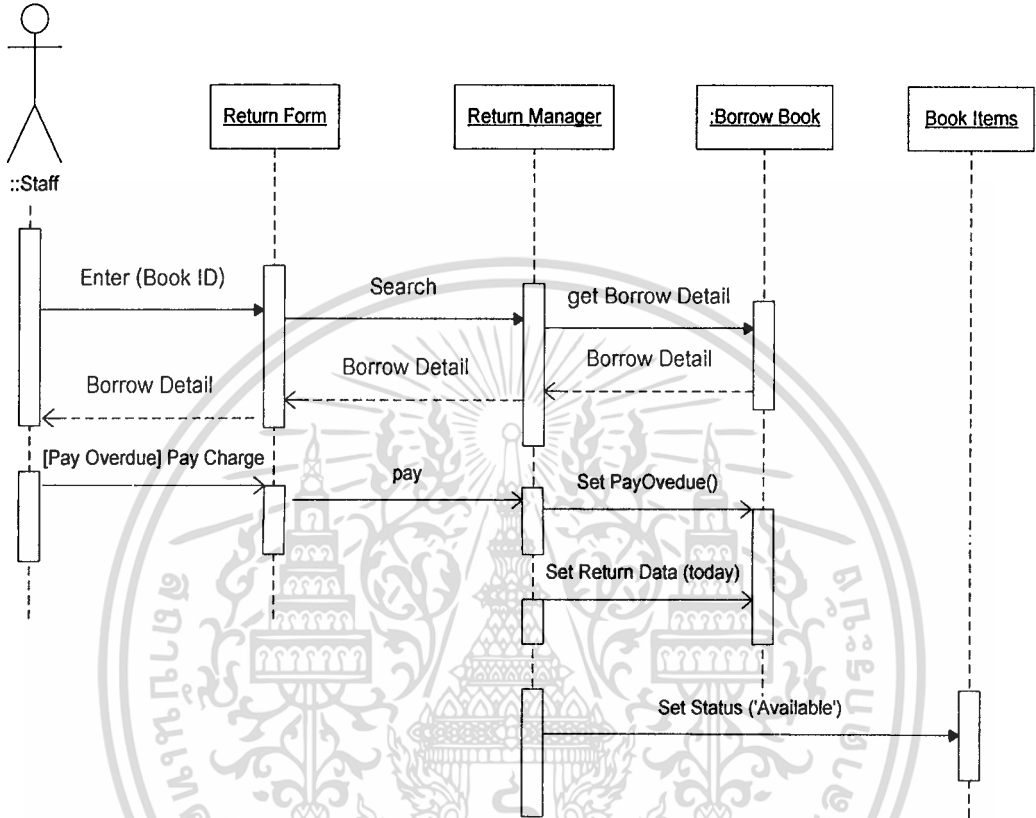 Return Form
Return Manager
:Borrow Book
Book Items
::Staff
Enter (Book ID)
Search
get Borrow Detail
Borrow Detail
Borrow Detail
Borrow Detail
[Pay Overdue] Pay Charge
pay
Set PayOvedue()
Set Return Data (today)
Set Status ('Available')